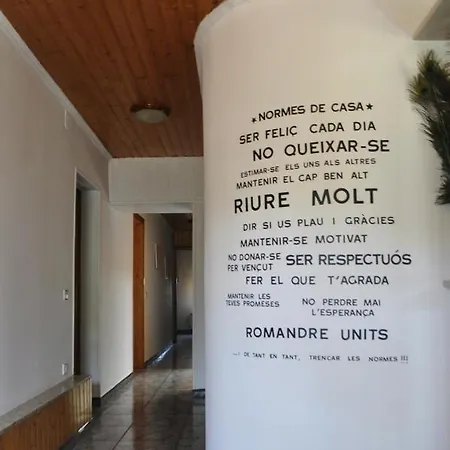 *NORMES DE CASA*
SER FELIC CADA DIA
NO QUEIXAR-SE
ESTIMAR-SE ELS UNS ALS ALTRES
MANTENIR EL CAP BEN ALT
RIURE MOLT
DIR SI US PLAU I GRÀCIES
MANTENIR-SE MOTIVAT
NO DONAR-SE
PER VENÇUT
SER RESPECTUÓS
FER EL QUE T'AGRADA
MANTENIR LES
TEVES PROMESES
NO PERDRE MAI
L'ESPERANÇA
ROMANDRE UNITS
...I DE TANT EN TANT, TRENCAR LES NORMES !!!